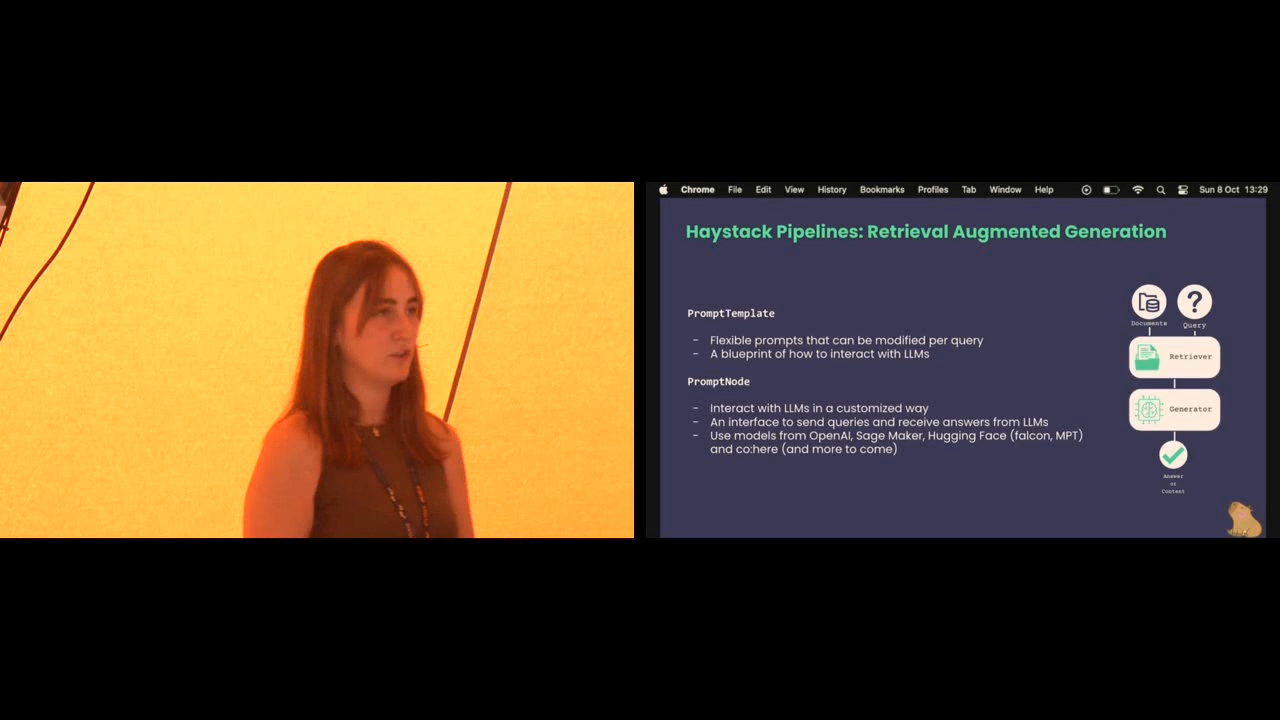 Chrome File Edit View History Bookmarks Profiles Tab Window Help Sun 8 Oct 13:29
Haystack Pipelines: Retrieval Augmented Generation
PromptTemplate
- Flexible prompts that can be modified per query
- A blueprint of how to interact with LLMs
PromptNode
- Interact with LLMs in a customized way
- An interface to send queries and receive answers from LLMs
- Use models from OpenAI, Sage Maker, Hugging Face (falcon, MPT)
and co:here (and more to come)
Documents
?
Query
Retriever
Generator
Answer
or
Context